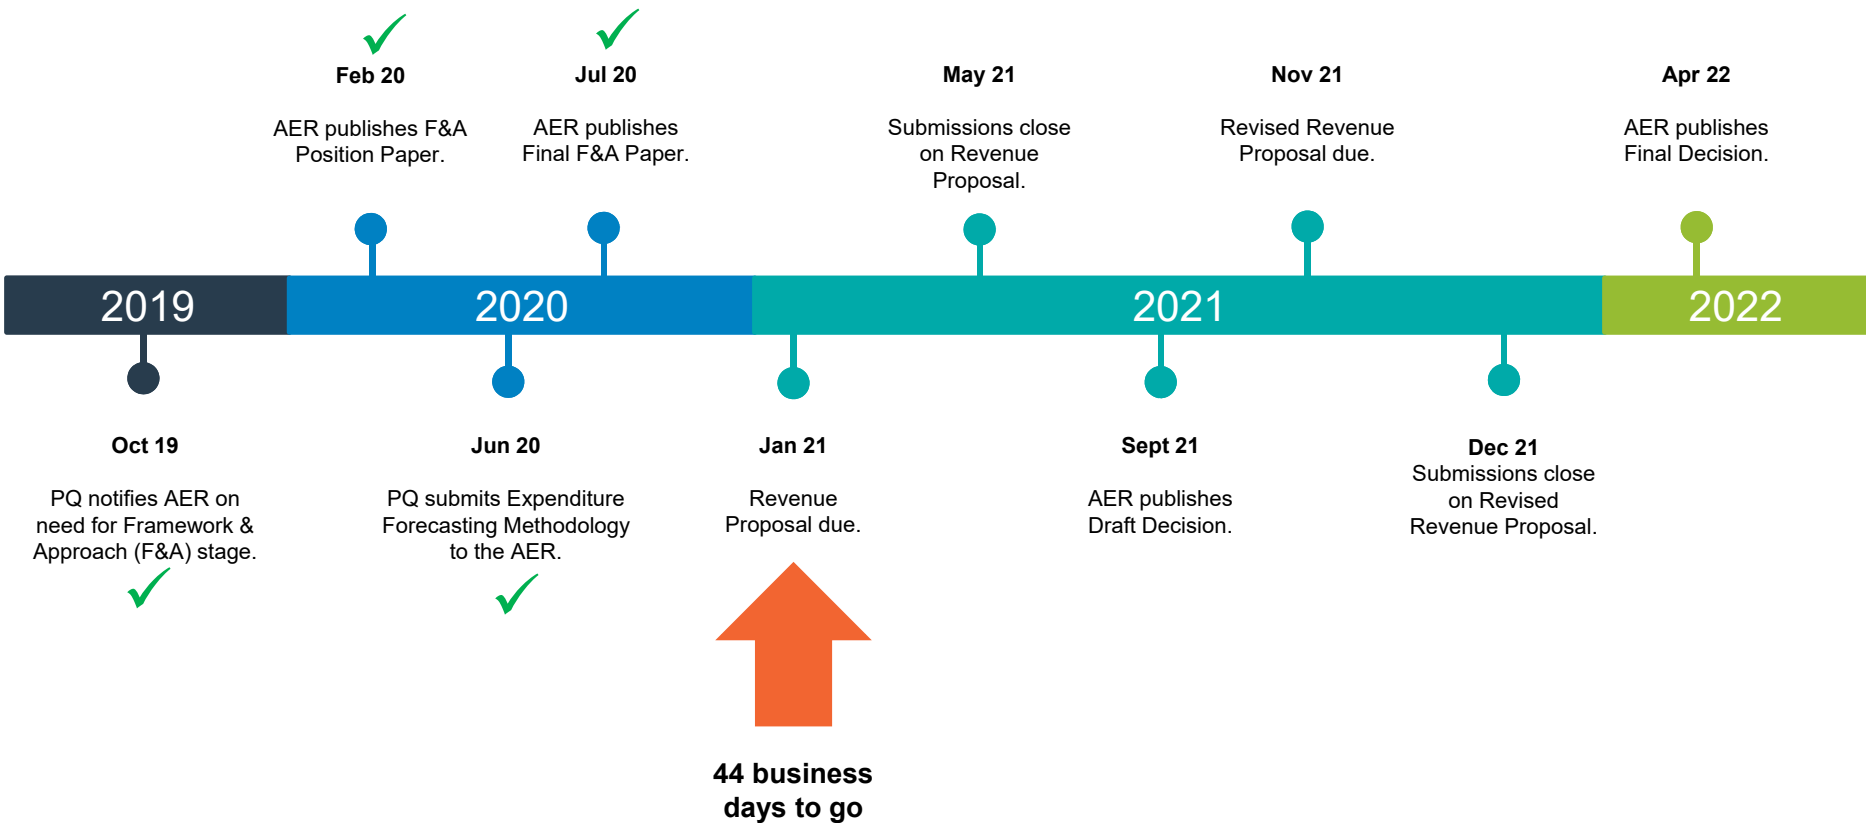 Feb 20
AER publishes F&A
Position Paper.
Jul 20
AER publishes
Final F&A Paper.
May 21
Submissions close
on Revenue
Proposal.
Nov 21
Revised Revenue
Proposal due.
Apr 22
AER publishes
Final Decision.
2019
2020
2021
2022
Oct 19
PQ notifies AER on
need for Framework &
Approach (F&A) stage.
Jun 20
PQ submits Expenditure
Forecasting Methodology
to the AER.
Jan 21
Revenue
Proposal due.
Sept 21
AER publishes
Draft Decision.
Dec 21
Submissions close
on Revised
Revenue Proposal.
44 business
days to go